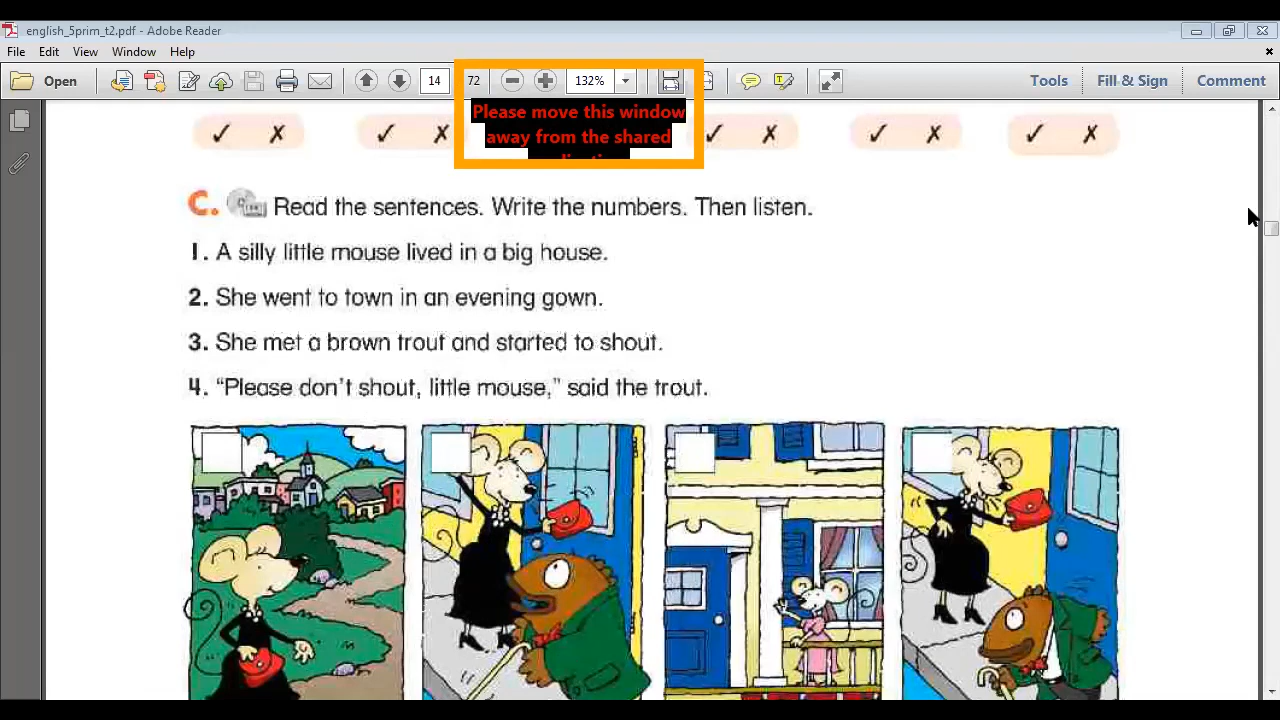 english_5prim_t2.pdf - Adobe Reader
File Edit View Window Help
Open 14 72 132% Tools Fill & Sign Comment
Please move this window
away from the shared
✓ ✗ ✓ ✗ ✓ ✗ ✓ ✗ ✓ ✗
C. Read the sentences. Write the numbers. Then listen.
1. A silly little mouse lived in a big house.
2. She went to town in an evening gown.
3. She met a brown trout and started to shout.
4. “Please don’t shout, little mouse,” said the trout.